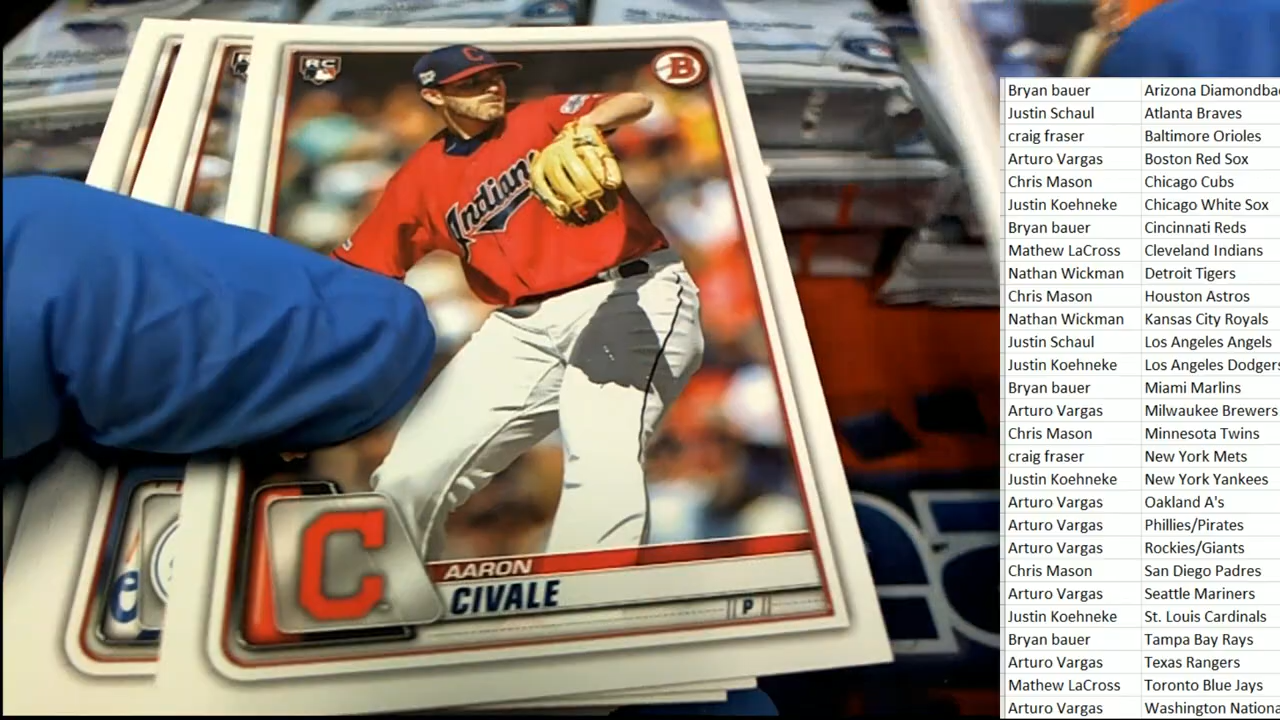 RC
B
C
Indians
C
AARON
CIVALE
P
Bryan bauer Arizona Diamondba
Justin Schaul Atlanta Braves
craig fraser Baltimore Orioles
Arturo Vargas Boston Red Sox
Chris Mason Chicago Cubs
Justin Koehneke Chicago White Sox
Bryan bauer Cincinnati Reds
Mathew LaCross Cleveland Indians
Nathan Wickman Detroit Tigers
Chris Mason Houston Astros
Nathan Wickman Kansas City Royals
Justin Schaul Los Angeles Angels
Justin Koehneke Los Angeles Dodgers
Bryan bauer Miami Marlins
Arturo Vargas Milwaukee Brewers
Chris Mason Minnesota Twins
craig fraser New York Mets
Justin Koehneke New York Yankees
Arturo Vargas Oakland A's
Arturo Vargas Phillies/Pirates
Arturo Vargas Rockies/Giants
Chris Mason San Diego Padres
Arturo Vargas Seattle Mariners
Justin Koehneke St. Louis Cardinals
Bryan bauer Tampa Bay Rays
Arturo Vargas Texas Rangers
Mathew LaCross Toronto Blue Jays
Arturo Vargas Washington Nationa